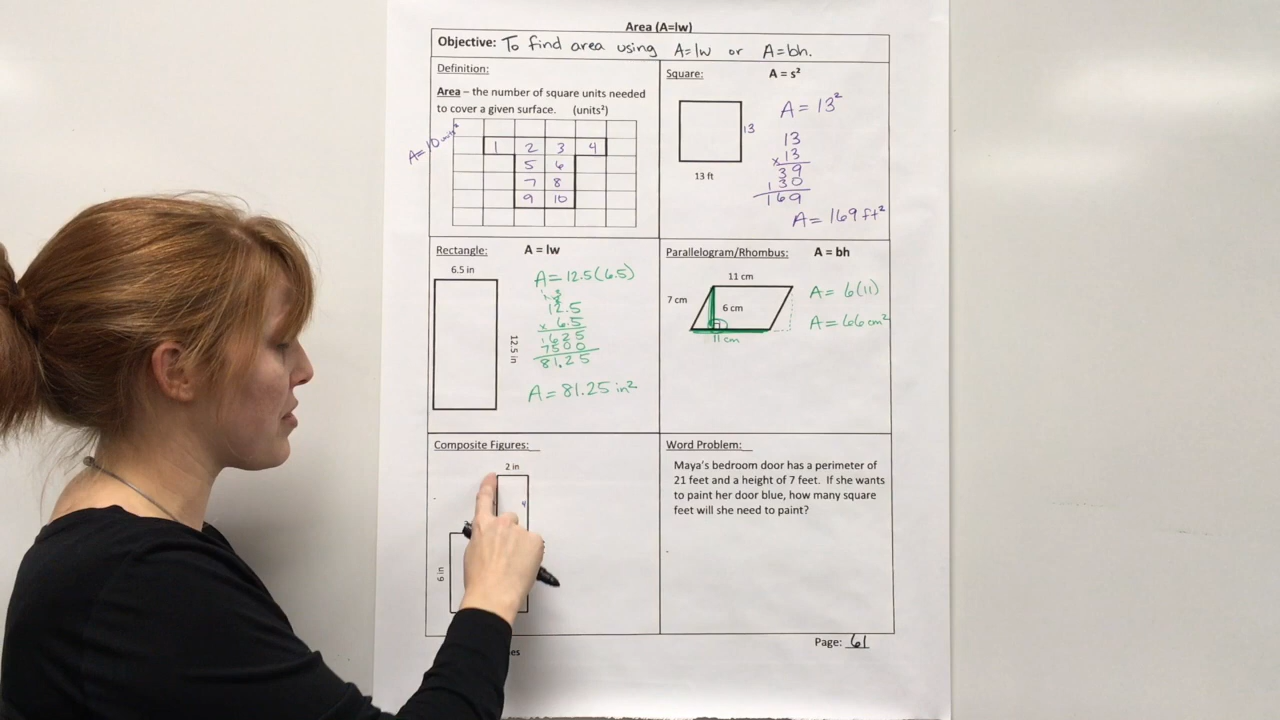 Area (A=lw)
Objective: To find area using A=lw or A=bh.
Definition:
Area – the number of square units needed
to cover a given surface. (units²)
A=10 units²
1 2 3 4
5 6
7 8
9 10
Square: A = s²
13
13 ft
A = 13²
13
x 13
39
130
169
A = 169 ft²
Rectangle: A = lw
6.5 in
12.5 in
A = 12.5(6.5)
12.5
x 6.5
1625
7500
81.25
A = 81.25 in²
Parallelogram/Rhombus: A = bh
11 cm
7 cm
6 cm
11 cm
A = 6(11)
A = 66 cm²
Composite Figures:
2 in
4
6 in
Word Problem:
Maya's bedroom door has a perimeter of
21 feet and a height of 7 feet. If she wants
to paint her door blue, how many square
feet will she need to paint?
Page: 61